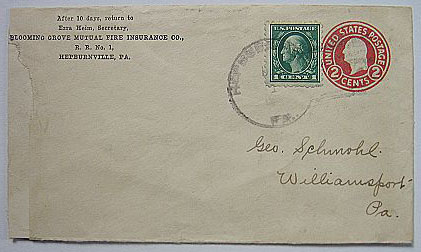 After 10 days, return to
Ezra Heim, Secretary,
BLOOMING GROVE MUTUAL FIRE INSURANCE CO.,
R. R. No. 1,
HEPBURNVILLE, PA.
U.S. POSTAGE
1 CENT 1
UNITED STATES POSTAGE
2 CENTS 2
PA.
Geo. Schmohl.
Williamsport
Pa.